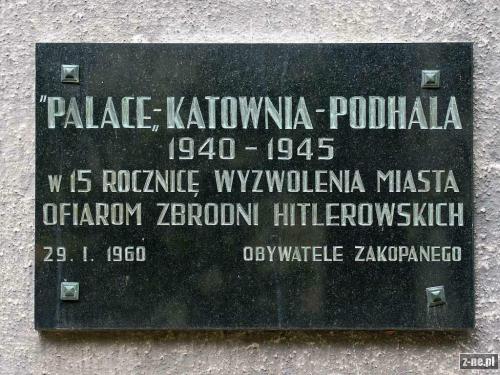 "PALACE„-KATOWNIA-PODHALA
1940-1945
w 15 ROCZNICĘ WYZWOLENIA MIASTA
OFIAROM ZBRODNI HITLEROWSKICH
29. I. 1960 OBYWATELE ZAKOPANEGO
z-ne.pl